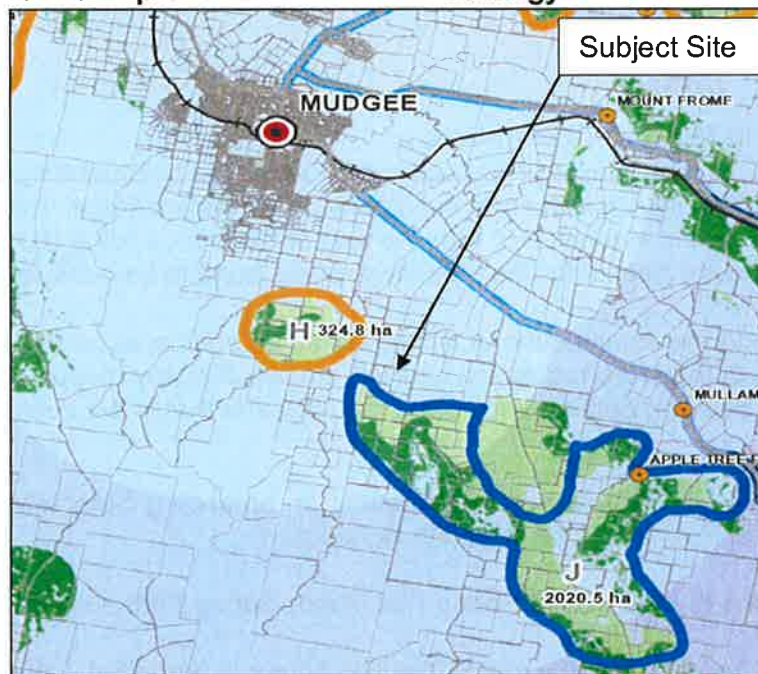 Subject Site
MUDGEE
MOUNT FROME
H 324.8 ha
MULLAM
APPLE TREE F
J
2020.5 ha